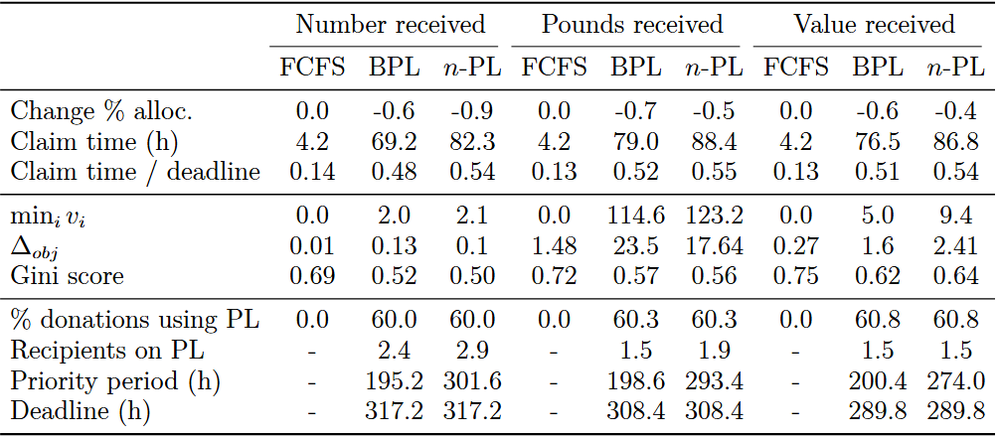 Number received Pounds received Value received
FCFS BPL n-PL FCFS BPL n-PL FCFS BPL n-PL
Change % alloc. 0.0 -0.6 -0.9 0.0 -0.7 -0.5 0.0 -0.6 -0.4
Claim time (h) 4.2 69.2 82.3 4.2 79.0 88.4 4.2 76.5 86.8
Claim time / deadline 0.14 0.48 0.54 0.13 0.52 0.55 0.13 0.51 0.54
minᵢ vᵢ 0.0 2.0 2.1 0.0 114.6 123.2 0.0 5.0 9.4
Δobj 0.01 0.13 0.1 1.48 23.5 17.64 0.27 1.6 2.41
Gini score 0.69 0.52 0.50 0.72 0.57 0.56 0.75 0.62 0.64
% donations using PL 0.0 60.0 60.0 0.0 60.3 60.3 0.0 60.8 60.8
Recipients on PL - 2.4 2.9 - 1.5 1.9 - 1.5 1.5
Priority period (h) - 195.2 301.6 - 198.6 293.4 - 200.4 274.0
Deadline (h) - 317.2 317.2 - 308.4 308.4 - 289.8 289.8